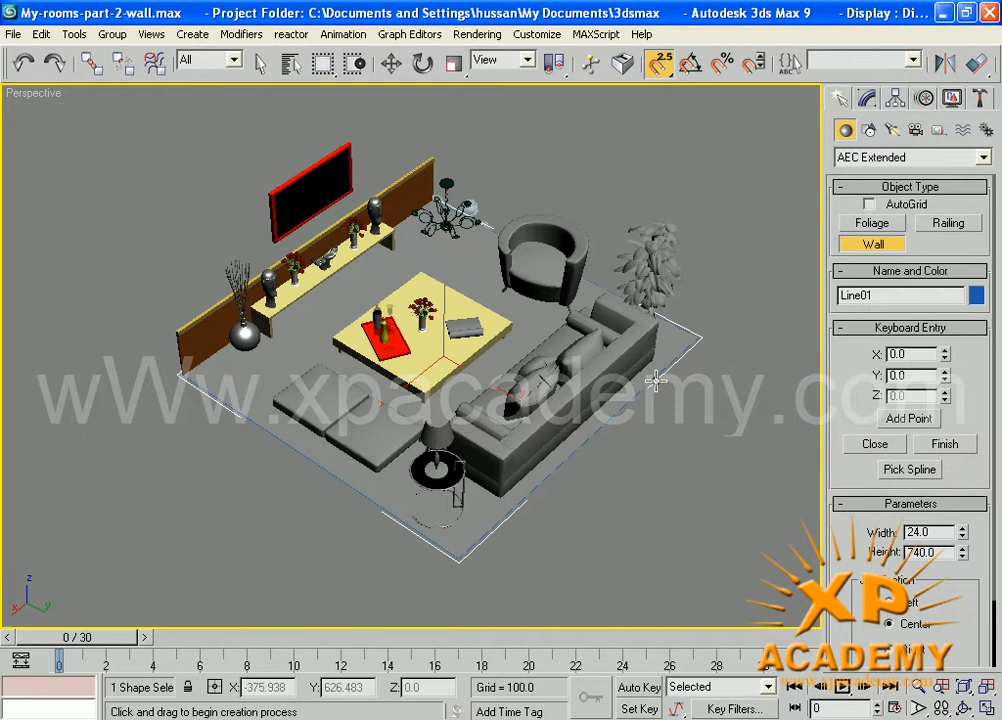 My-rooms-part-2-wall.max - Project Folder: C:\Documents and Settings\hussan\My Documents\3dsmax - Autodesk 3ds Max 9 - Display : Di...
File Edit Tools Group Views Create Modifiers reactor Animation Graph Editors Rendering Customize MAXScript Help
All View 2.5 % ABC
Perspective
AEC Extended
- Object Type
AutoGrid
Foliage Railing
Wall
- Name and Color
Line01
- Keyboard Entry
X: 0.0
Y: 0.0
Z: 0.0
Add Point
Close Finish
Pick Spline
- Parameters
Width: 24.0
Height: 740.0
Center
wWw.xpacademy.com
XP
ACADEMY
z
x y
< 0 / 30 >
0 2 4 6 8 10 12 14 16 18 20 22 24 26 28
1 Shape Sele X: -375.938 Y: 626.483 Z: 0.0 Grid = 100.0 Auto Key Selected
Click and drag to begin creation process Add Time Tag Set Key Key Filters... 0